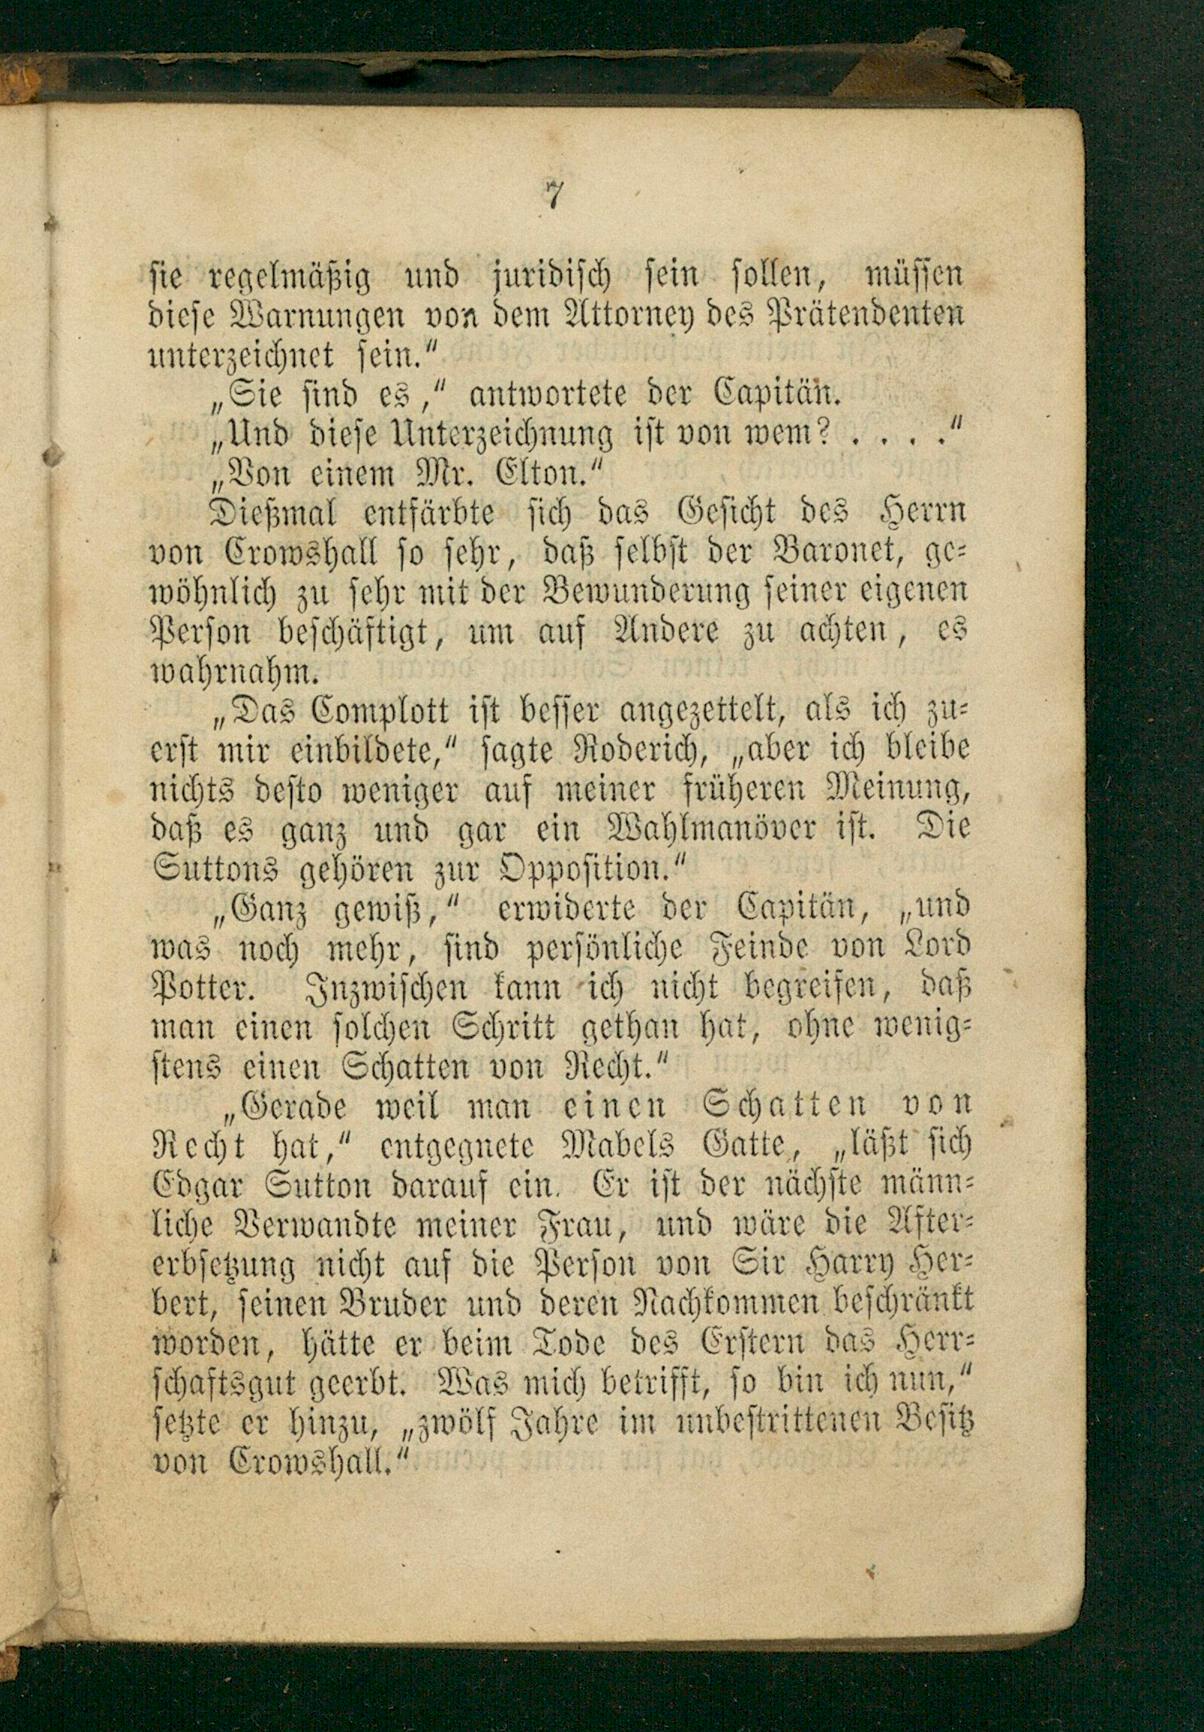 7
sie regelmäßig und juridisch sein sollen, müssen
diese Warnungen von dem Attorney des Prätendenten
unterzeichnet sein.“
„Sie sind es,“ antwortete der Capitän.
„Und diese Unterzeichnung ist von wem? . . . .“
„Von einem Mr. Elton.“
Dießmal entfärbte sich das Gesicht des Herrn
von Crowshall so sehr, daß selbst der Baronet, ge-
wöhnlich zu sehr mit der Bewunderung seiner eigenen
Person beschäftigt, um auf Andere zu achten, es
wahrnahm.
„Das Complott ist besser angezettelt, als ich zu-
erst mir einbildete,“ sagte Roderich, „aber ich bleibe
nichts desto weniger auf meiner früheren Meinung,
daß es ganz und gar ein Wahlmanöver ist. Die
Suttons gehören zur Opposition.“
„Ganz gewiß,“ erwiderte der Capitän, „und
was noch mehr, sind persönliche Feinde von Lord
Potter. Inzwischen kann ich nicht begreifen, daß
man einen solchen Schritt gethan hat, ohne wenig-
stens einen Schatten von Recht.“
„Gerade weil man einen Schatten von
Recht hat,“ entgegnete Mabels Gatte, „läßt sich
Edgar Sutton darauf ein. Er ist der nächste männ-
liche Verwandte meiner Frau, und wäre die After-
erbsetzung nicht auf die Person von Sir Harry Her-
bert, seinen Bruder und deren Nachkommen beschränkt
worden, hätte er beim Tode des Erstern das Herr-
schaftsgut geerbt. Was mich betrifft, so bin ich nun,“
setzte er hinzu, „zwölf Jahre im unbestrittenen Besitz
von Crowshall.“